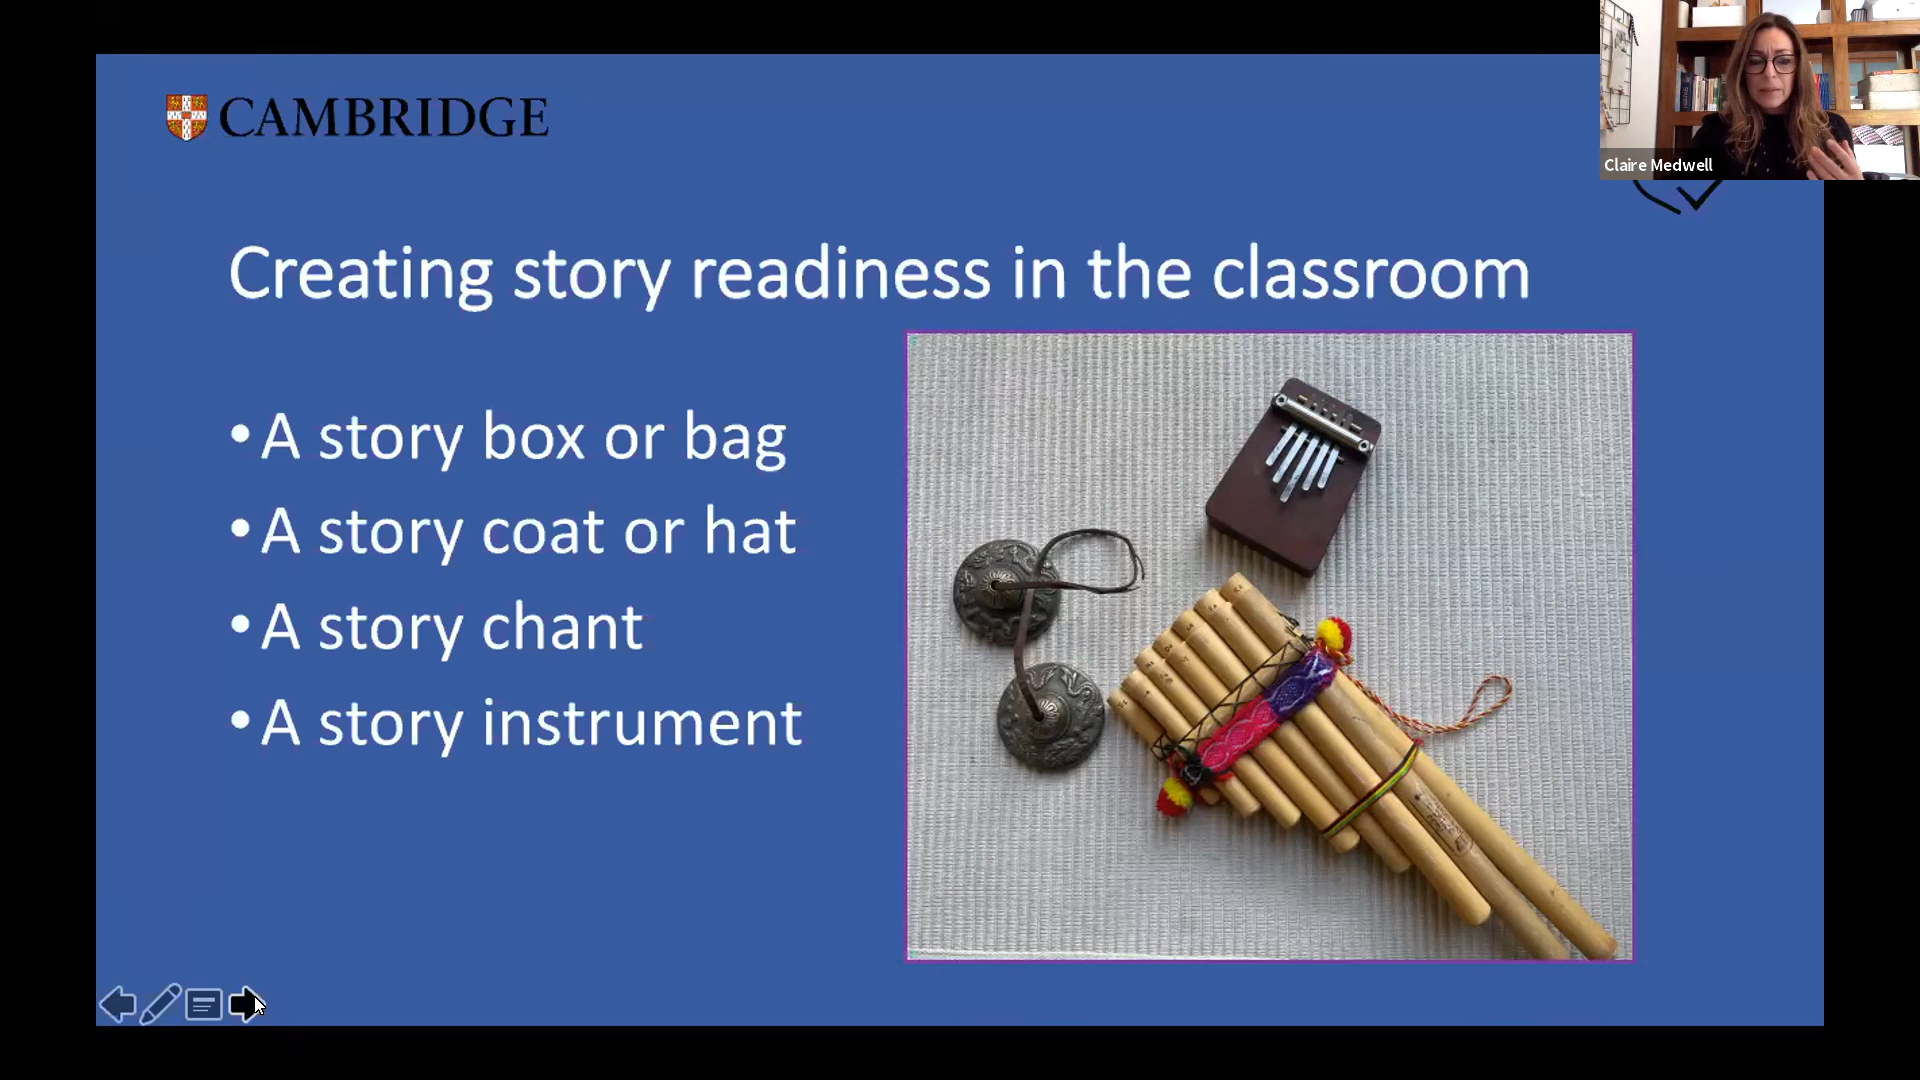 CAMBRIDGE
Claire Medwell
Creating story readiness in the classroom
•A story box or bag
•A story coat or hat
•A story chant
•A story instrument